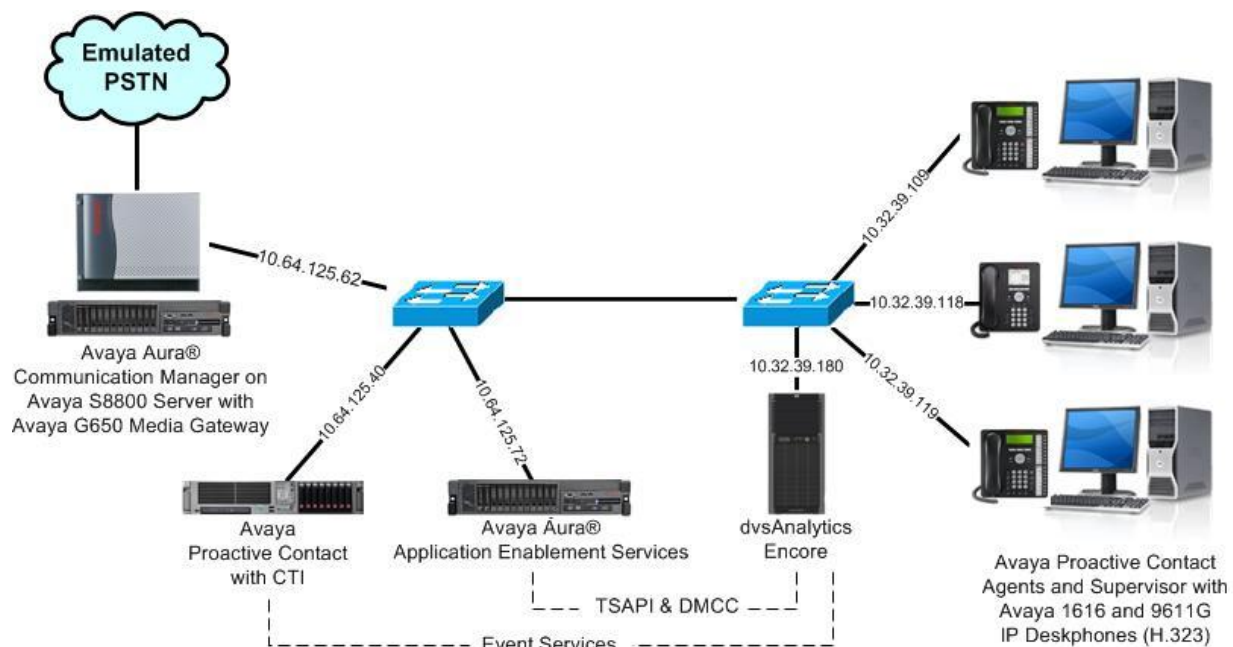 Emulated
PSTN
10.64.125.62
Avaya Aura®
Communication Manager on
Avaya S8800 Server with
Avaya G650 Media Gateway
10.64.125.40
10.64.125.72
Avaya
Proactive Contact
with CTI
Avaya Aura®
Application Enablement Services
10.32.39.109
10.32.39.118
10.32.39.180
10.32.39.119
dvsAnalytics
Encore
TSAPI & DMCC
Event Services
Avaya Proactive Contact
Agents and Supervisor with
Avaya 1616 and 9611G
IP Deskphones (H.323)